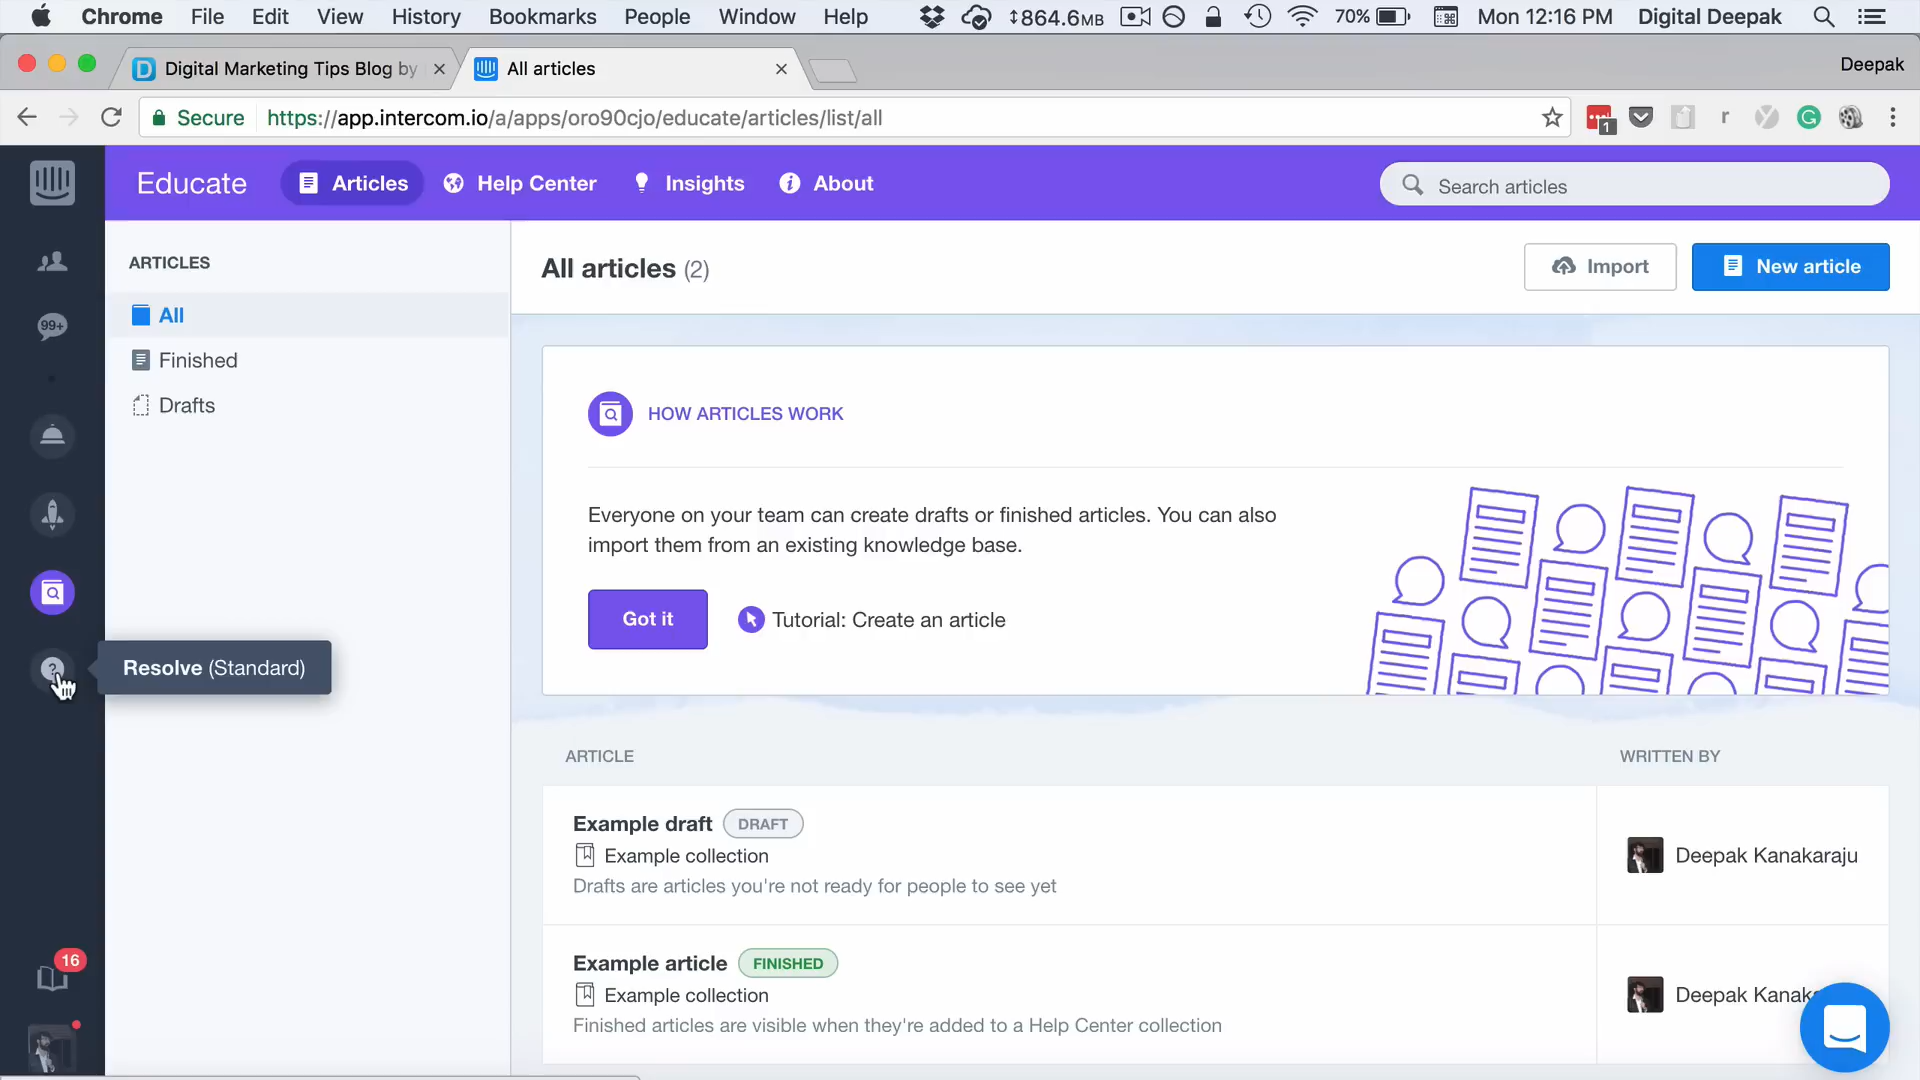 Chrome File Edit View History Bookmarks People Window Help 864.6MB 70% Mon 12:16 PM Digital Deepak
Digital Marketing Tips Blog by
All articles
Deepak
Secure https://app.intercom.io/a/apps/oro90cjo/educate/articles/list/all
1
r
Educate Articles Help Center Insights About
Search articles
ARTICLES
All
Finished
Drafts
99+
Resolve (Standard)
16
All articles (2)
Import
New article
HOW ARTICLES WORK
Everyone on your team can create drafts or finished articles. You can also
import them from an existing knowledge base.
Got it
Tutorial: Create an article
ARTICLE WRITTEN BY
Example draft DRAFT
Example collection
Drafts are articles you're not ready for people to see yet
Deepak Kanakaraju
Example article FINISHED
Example collection
Finished articles are visible when they're added to a Help Center collection
Deepak